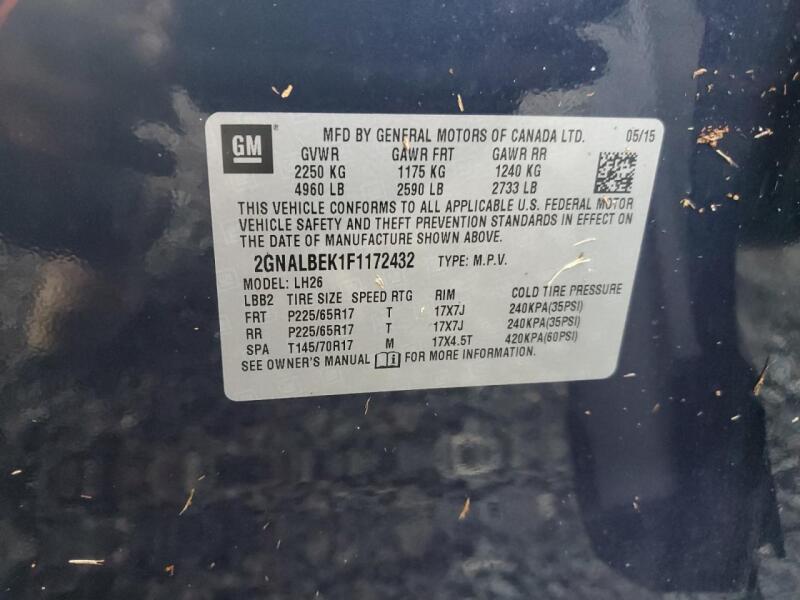 GM ® MFD BY GENERAL MOTORS OF CANADA LTD. 05/15
GVWR GAWR FRT GAWR RR
2250 KG 1175 KG 1240 KG
4960 LB 2590 LB 2733 LB
THIS VEHICLE CONFORMS TO ALL APPLICABLE U.S. FEDERAL MOTOR
VEHICLE SAFETY AND THEFT PREVENTION STANDARDS IN EFFECT ON
THE DATE OF MANUFACTURE SHOWN ABOVE.
2GNALBEK1F1172432 TYPE: M.P.V.
MODEL: LH26
LBB2 TIRE SIZE SPEED RTG RIM COLD TIRE PRESSURE
FRT P225/65R17 T 17X7J 240KPA(35PSI)
RR P225/65R17 T 17X7J 240KPA(35PSI)
SPA T145/70R17 M 17X4.5T 420KPA(60PSI)
SEE OWNER'S MANUAL FOR MORE INFORMATION.